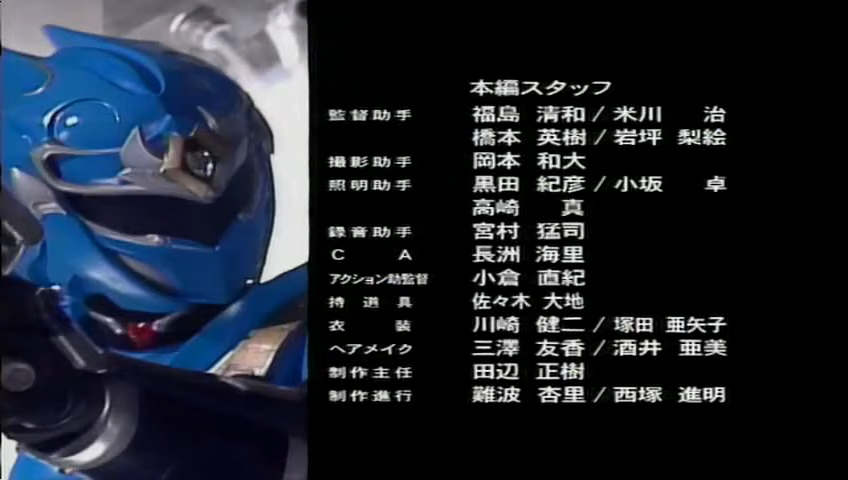 本編スタッフ
監督助手 福島 清和/米川 治
橋本 英樹/岩坪 梨絵
撮影助手 岡本 和大
照明助手 黒田 紀彦/小坂 卓
高崎 真
録音助手 宮村 猛司
CA 長洲 海里
アクション助監督 小倉 直紀
持道具 佐々木 大地
衣装 川崎 健二/塚田 亜矢子
ヘアメイク 三澤 友香/酒井 亜美
制作主任 田辺 正樹
制作進行 難波 杏里/西塚 進明